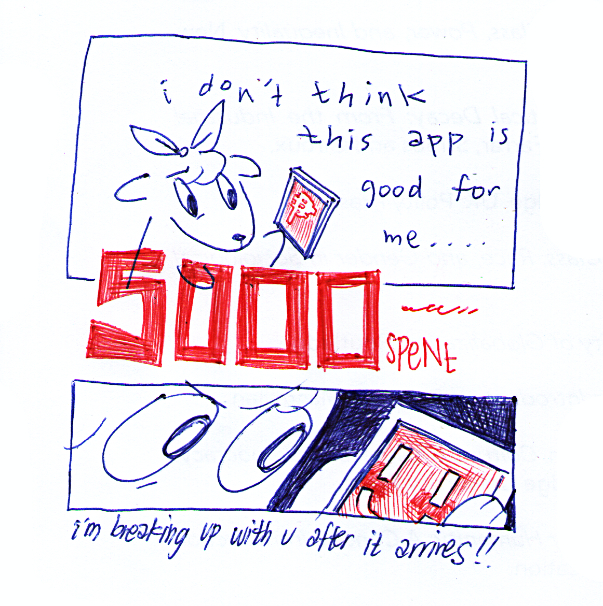 i don't think
this app is
good for
me....
5000
SPENT
i'm breaking up with u after it arrives!!